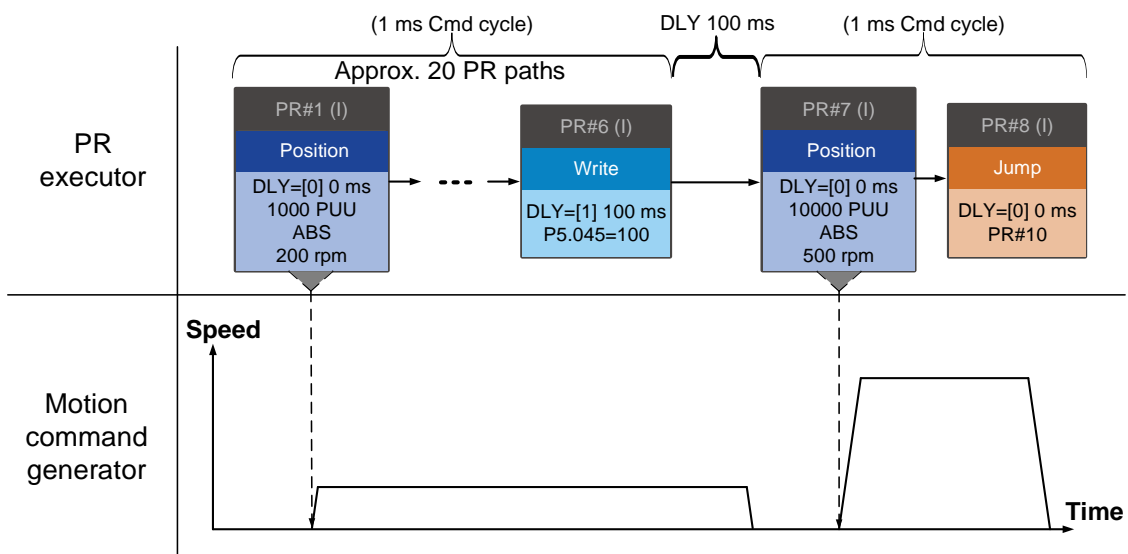 (1 ms Cmd cycle)
DLY 100 ms
(1 ms Cmd cycle)
Approx. 20 PR paths
PR
executor
PR#1 (I)
Position
DLY=[0] 0 ms
1000 PUU
ABS
200 rpm
PR#6 (I)
Write
DLY=[1] 100 ms
P5.045=100
PR#7 (I)
Position
DLY=[0] 0 ms
10000 PUU
ABS
500 rpm
PR#8 (I)
Jump
DLY=[0] 0 ms
PR#10
Motion
command
generator
Speed
Time